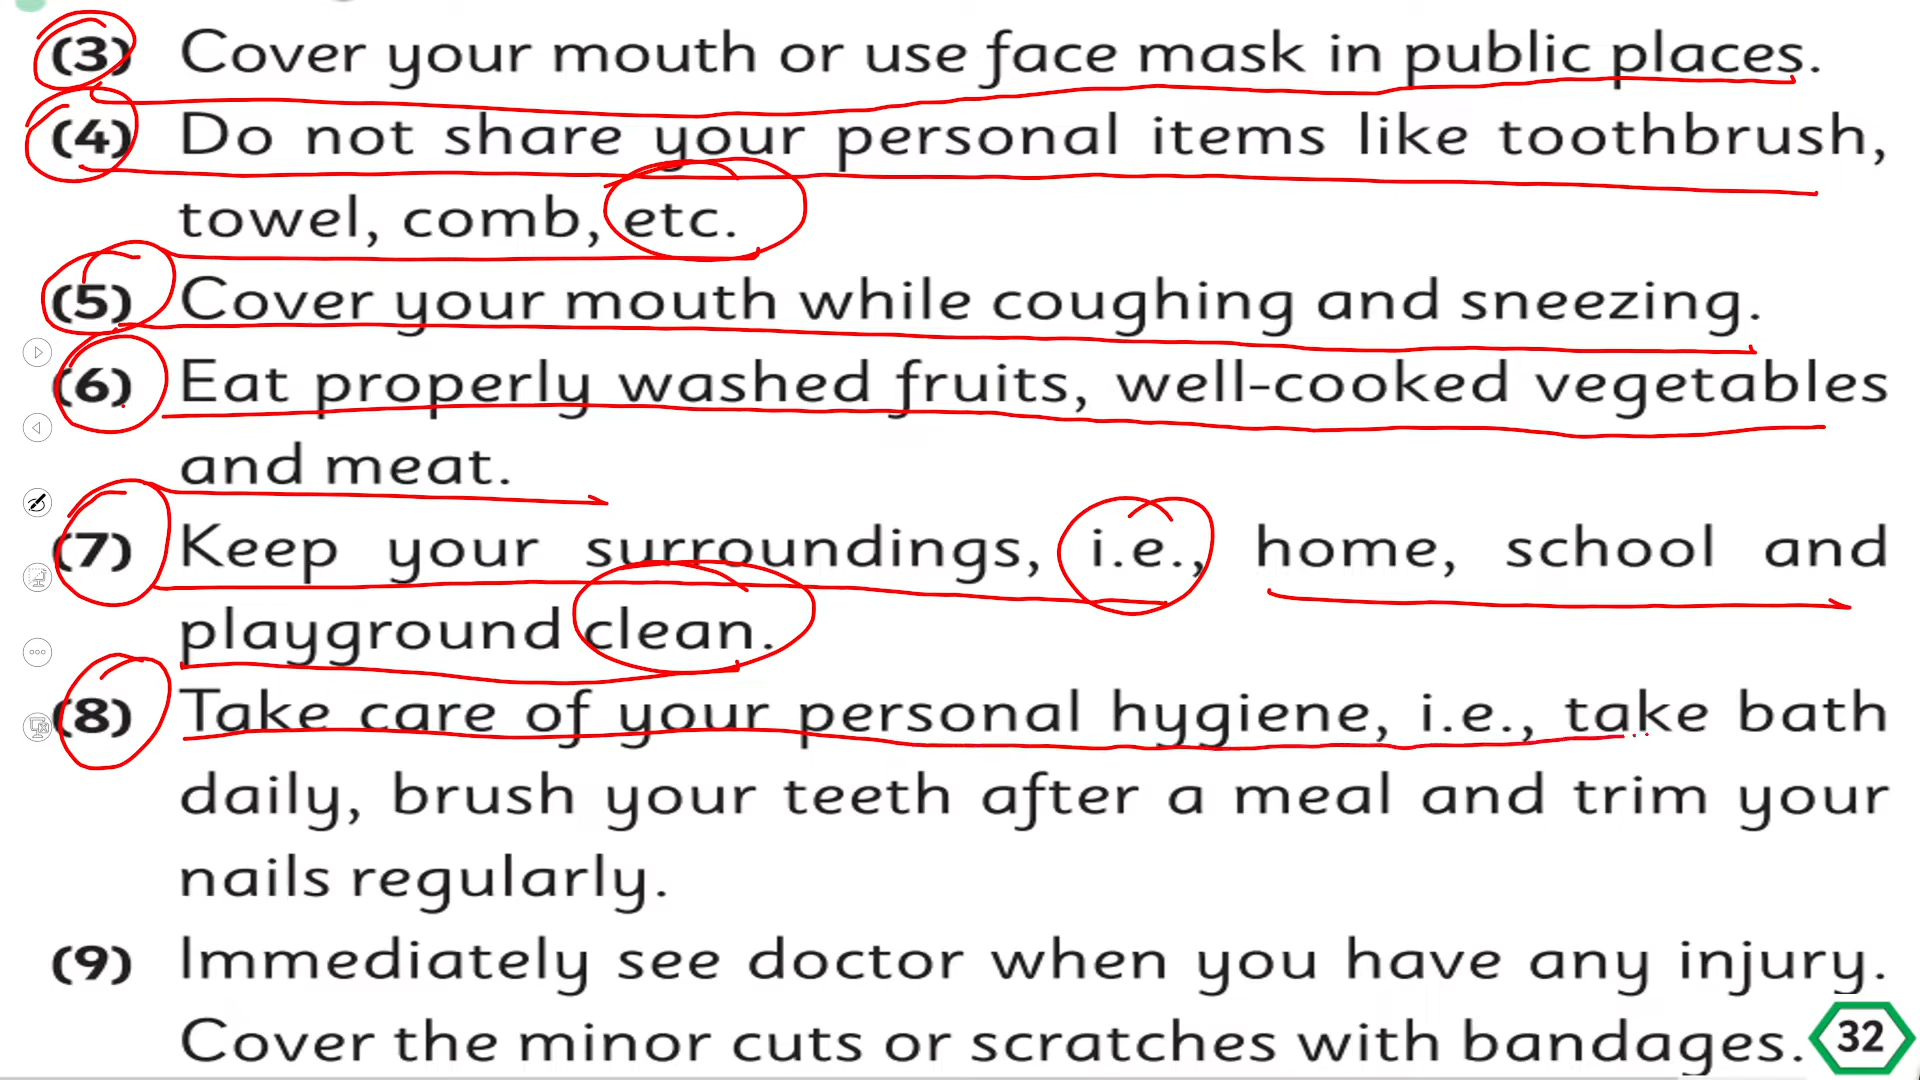 (3) Cover your mouth or use face mask in public places.
(4) Do not share your personal items like toothbrush,
towel, comb, etc.
(5) Cover your mouth while coughing and sneezing.
(6) Eat properly washed fruits, well-cooked vegetables
and meat.
(7) Keep your surroundings, i.e., home, school and
playground clean.
(8) Take care of your personal hygiene, i.e., take bath
daily, brush your teeth after a meal and trim your
nails regularly.
(9) Immediately see doctor when you have any injury.
Cover the minor cuts or scratches with bandages.
32